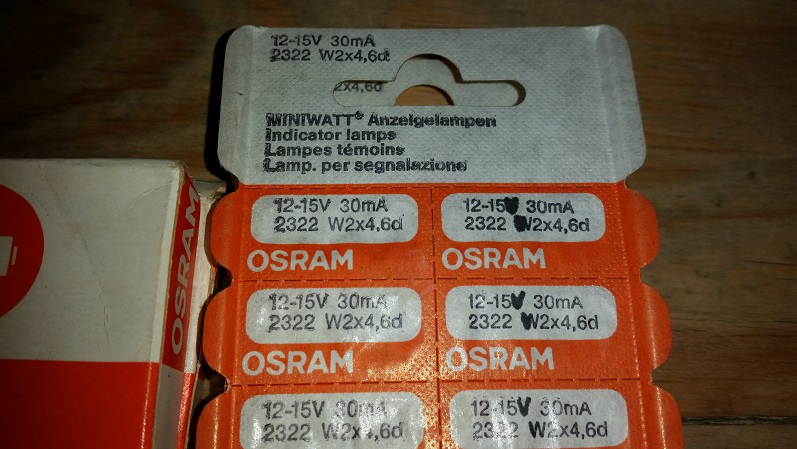 12-15V 30mA
2322 W2x4,6d
2x4,6d
MINIWATT® Anzeigelampen
Indicator lamps
Lampes témoins
Lamp. per segnalazione
12-15V 30mA
2322 W2x4,6d
OSRAM
12-15V 30mA
2322 W2x4,6d
OSRAM
12-15V 30mA
2322 W2x4,6d
OSRAM
12-15V 30mA
2322 W2x4,6d
OSRAM
12-15V 30mA
2322 W2x4,6d
12-15V 30mA
2322 W2x4,6d
OSRAM